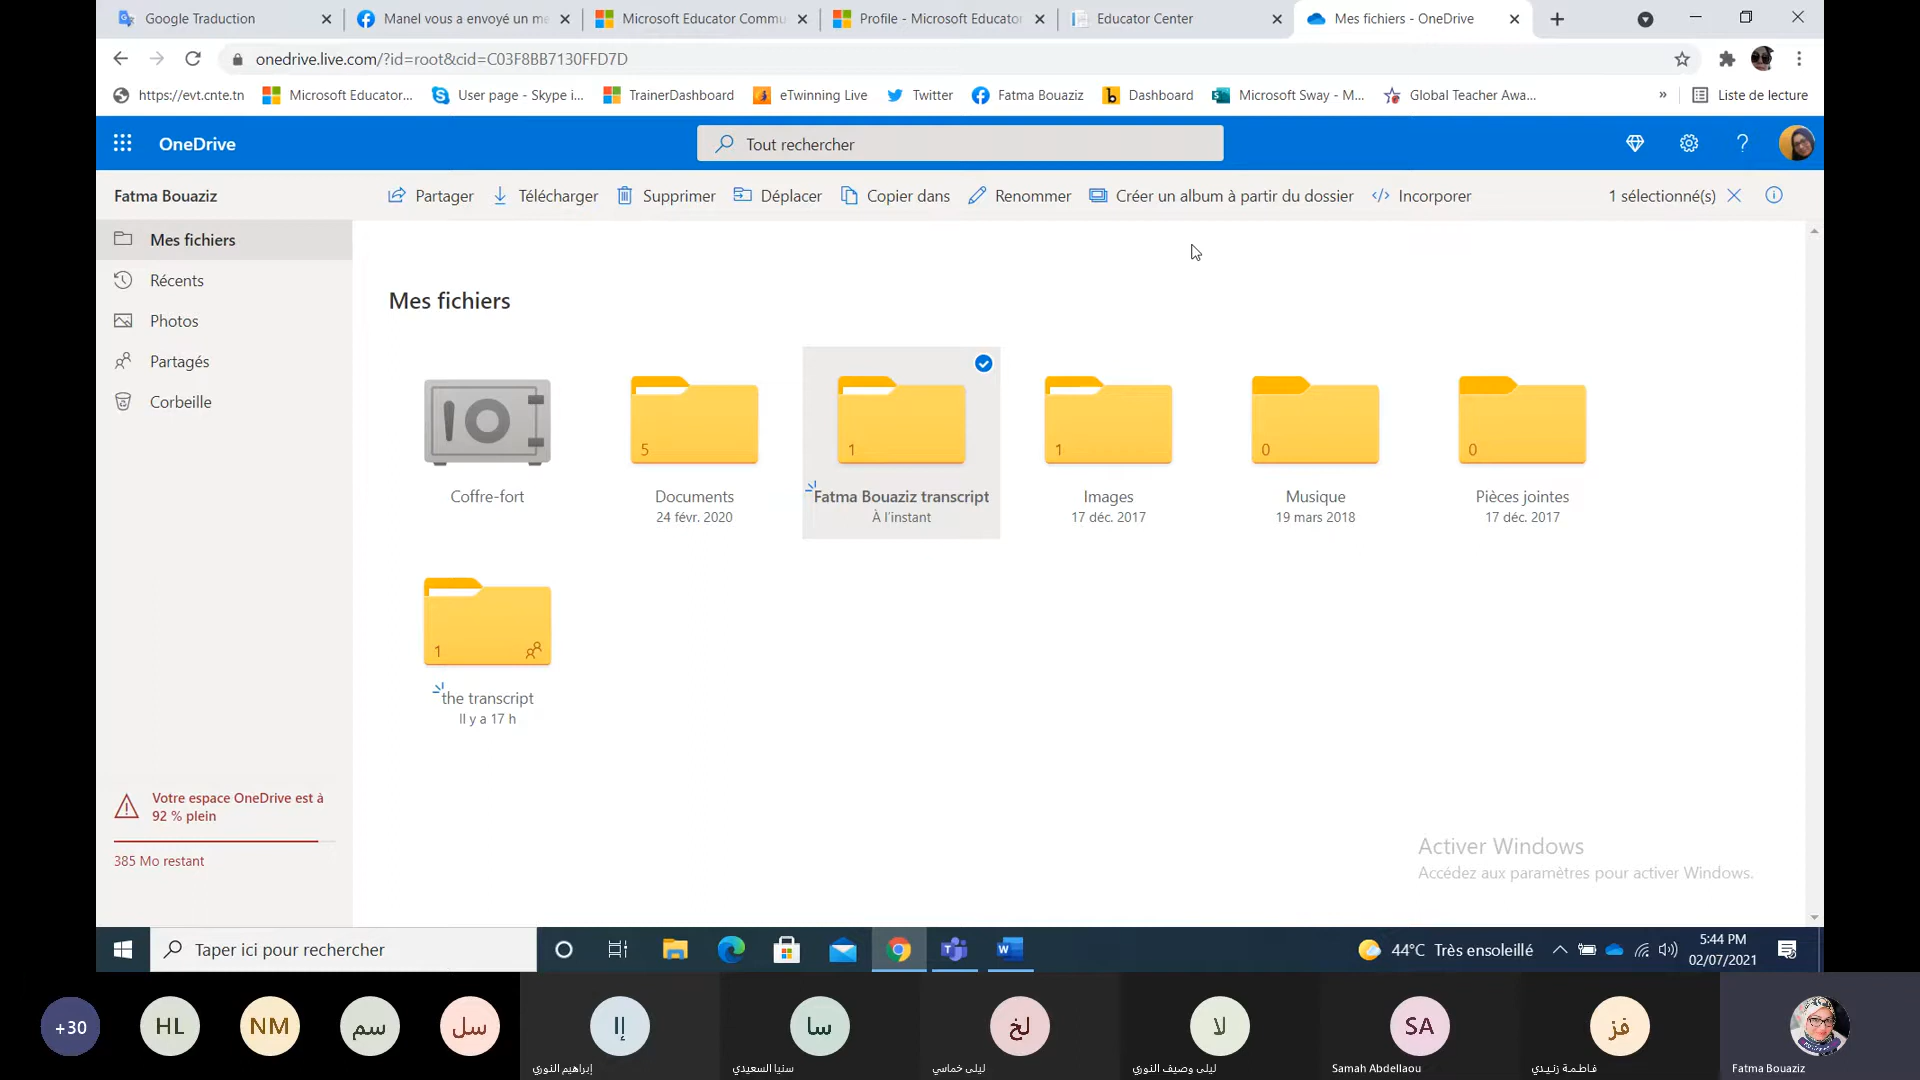 Google Traduction
Manel vous a envoyé un me
Microsoft Educator Commu
Profile - Microsoft Educator
Educator Center
Mes fichiers - OneDrive
onedrive.live.com/?id=root&cid=C03F8BB7130FFD7D
https://evt.cnte.tn
Microsoft Educator...
User page - Skype i...
TrainerDashboard
eTwinning Live
Twitter
Fatma Bouaziz
Dashboard
Microsoft Sway - M...
Global Teacher Awa...
»
Liste de lecture
OneDrive
Tout rechercher
Fatma Bouaziz
Partager
Télécharger
Supprimer
Déplacer
Copier dans
Renommer
Créer un album à partir du dossier
Incorporer
1 sélectionné(s)
Mes fichiers
Récents
Photos
Partagés
Corbeille
Mes fichiers
Coffre-fort
5
Documents
24 févr. 2020
1
Fatma Bouaziz transcript
À l'instant
1
Images
17 déc. 2017
0
Musique
19 mars 2018
0
Pièces jointes
17 déc. 2017
1
the transcript
Il y a 17 h
Votre espace OneDrive est à
92 % plein
385 Mo restant
Activer Windows
Accédez aux paramètres pour activer Windows.
Taper ici pour rechercher
44°C Très ensoleillé
5:44 PM
02/07/2021
+30
HL
NM
سم
سل
إا
إبراهيم النوري
سا
سنيا السعيدي
لخ
ليلى خماسي
لا
ليلى وصيف النوري
SA
Samah Abdellaou
فز
فاطمة زنيدي
Fatma Bouaziz